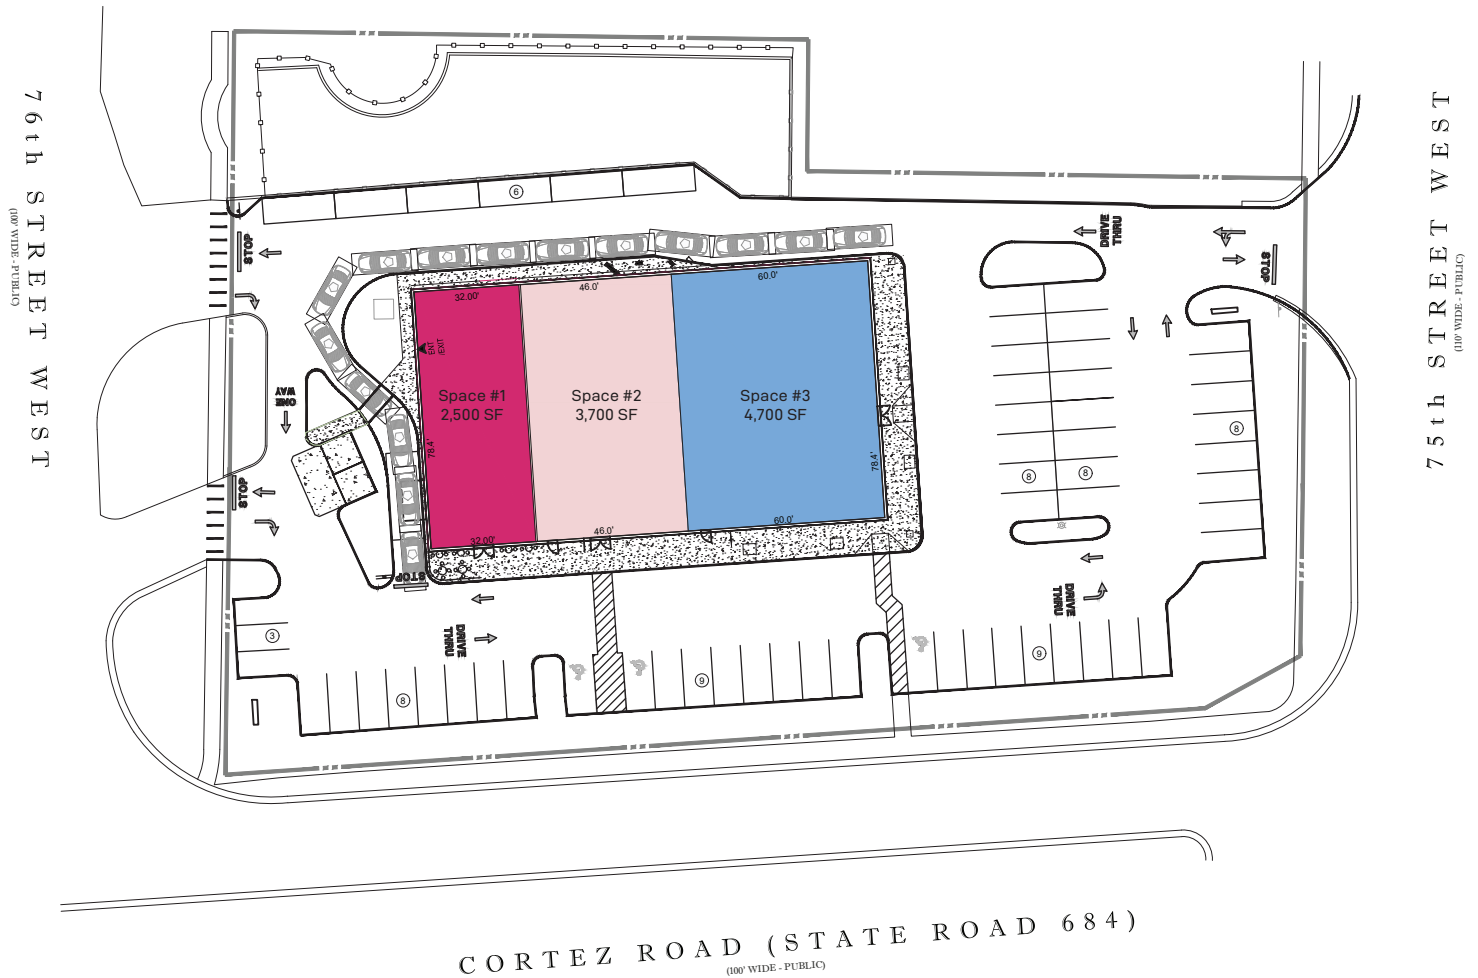 76th STREET WEST
(100' WIDE - PUBLIC)
75th STREET WEST
(110' WIDE - PUBLIC)
6
STOP
DRIVE
THRU
STOP
32.00'
46.0'
60.0'
ENT
/EXIT
ONE
WAY
Space #1
2,500 SF
Space #2
3,700 SF
Space #3
4,700 SF
78.4'
78.4'
8
8
8
STOP
32.00'
46.0'
60.0'
STOP
DRIVE
THRU
DRIVE
THRU
3
8
9
9
CORTEZ ROAD (STATE ROAD 684)
(100' WIDE - PUBLIC)